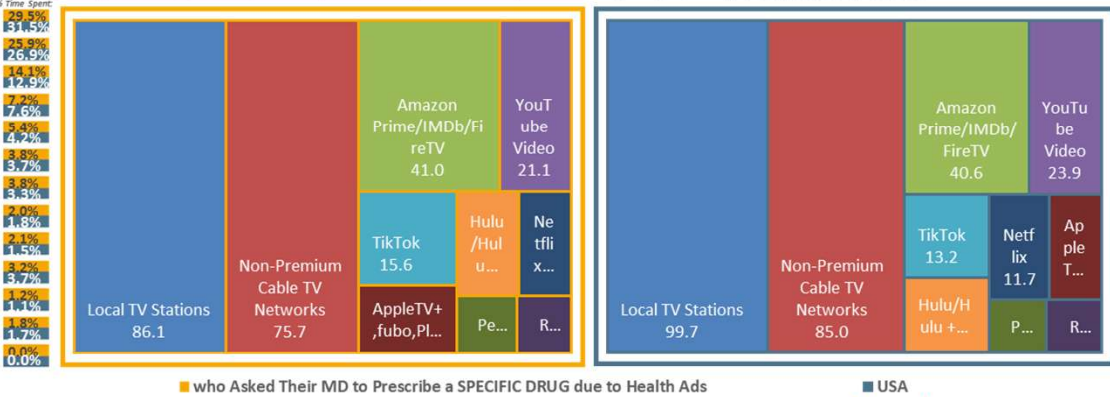 % Time Spent:
29.5%
31.5%
25.9%
26.9%
14.1%
12.9%
7.2%
7.6%
5.4%
4.2%
3.8%
3.7%
3.8%
3.3%
2.0%
1.8%
2.1%
1.5%
3.2%
3.7%
1.2%
1.1%
1.8%
1.7%
0.0%
0.0%
Local TV Stations
86.1
Non-Premium
Cable TV
Networks
75.7
Amazon
Prime/IMDb/Fi
reTV
41.0
YouT
ube
Video
21.1
TikTok
15.6
Hulu
/Hul
u...
Ne
tfli
x...
AppleTV+
,fubo,Pl...
Pe...
R...
Local TV Stations
99.7
Non-Premium
Cable TV
Networks
85.0
Amazon
Prime/IMDb/
FireTV
40.6
YouTu
be
Video
23.9
TikTok
13.2
Netf
lix
11.7
Ap
ple
T...
Hulu/H
ulu +...
P...
R...
who Asked Their MD to Prescribe a SPECIFIC DRUG due to Health Ads
USA